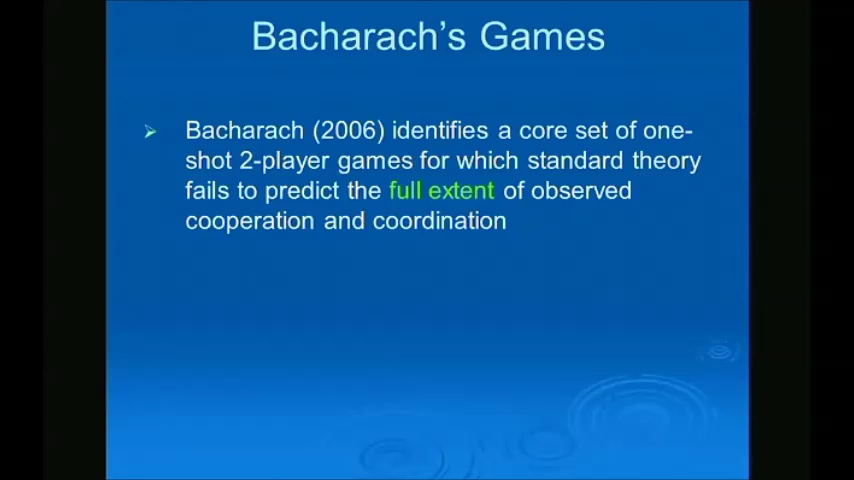 Bacharach's Games
Bacharach (2006) identifies a core set of one-
shot 2-player games for which standard theory
fails to predict the full extent of observed
cooperation and coordination